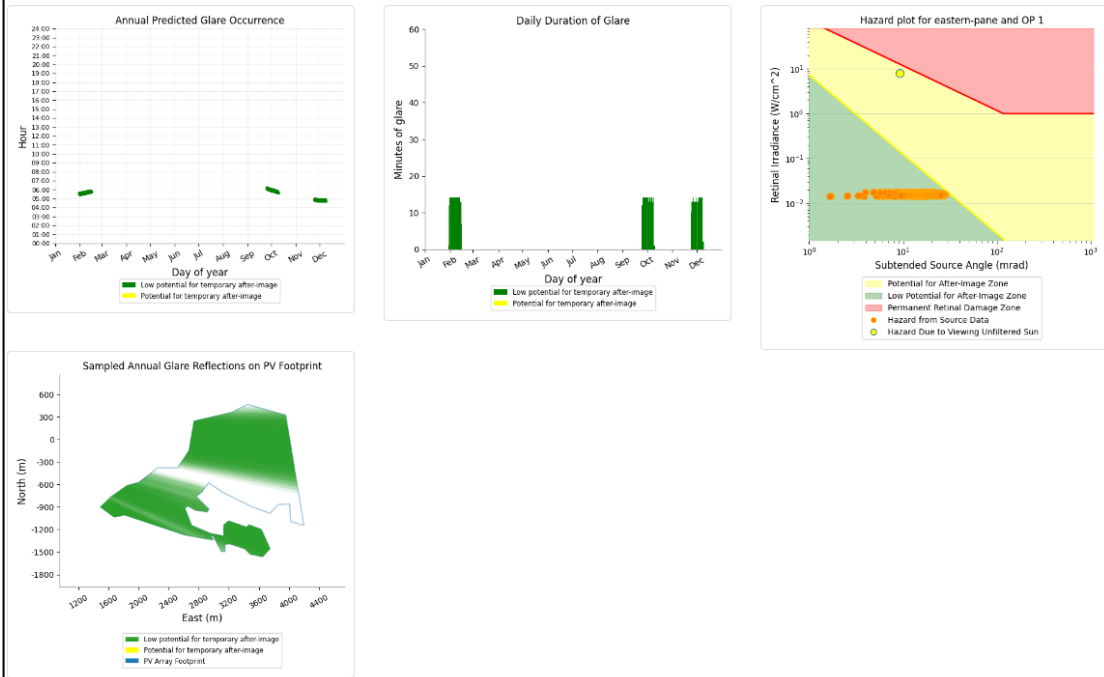 Annual Predicted Glare Occurrence
24:00
23:00
22:00
21:00
20:00
19:00
18:00
17:00
16:00
15:00
14:00
13:00
12:00
11:00
10:00
09:00
08:00
07:00
06:00
05:00
04:00
03:00
02:00
01:00
00:00
Hour
Jan Feb Mar Apr May Jun Jul Aug Sep Oct Nov Dec
Day of year
Low potential for temporary after-image
Potential for temporary after-image
Daily Duration of Glare
60
50
40
30
20
10
0
Minutes of glare
Jan Feb Mar Apr May Jun Jul Aug Sep Oct Nov Dec
Day of year
Low potential for temporary after-image
Potential for temporary after-image
Hazard plot for eastern-pane and OP 1
10^1
10^0
10^-1
10^-2
Retinal Irradiance (W/cm^2)
10^0 10^1 10^2 10^3
Subtended Source Angle (mrad)
Potential for After-Image Zone
Low Potential for After-Image Zone
Permanent Retinal Damage Zone
Hazard from Source Data
Hazard Due to Viewing Unfiltered Sun
Sampled Annual Glare Reflections on PV Footprint
600
300
0
-300
-600
-900
-1200
-1500
-1800
North (m)
1200 1600 2000 2400 2800 3200 3600 4000 4400
East (m)
Low potential for temporary after-image
Potential for temporary after-image
PV Array Footprint